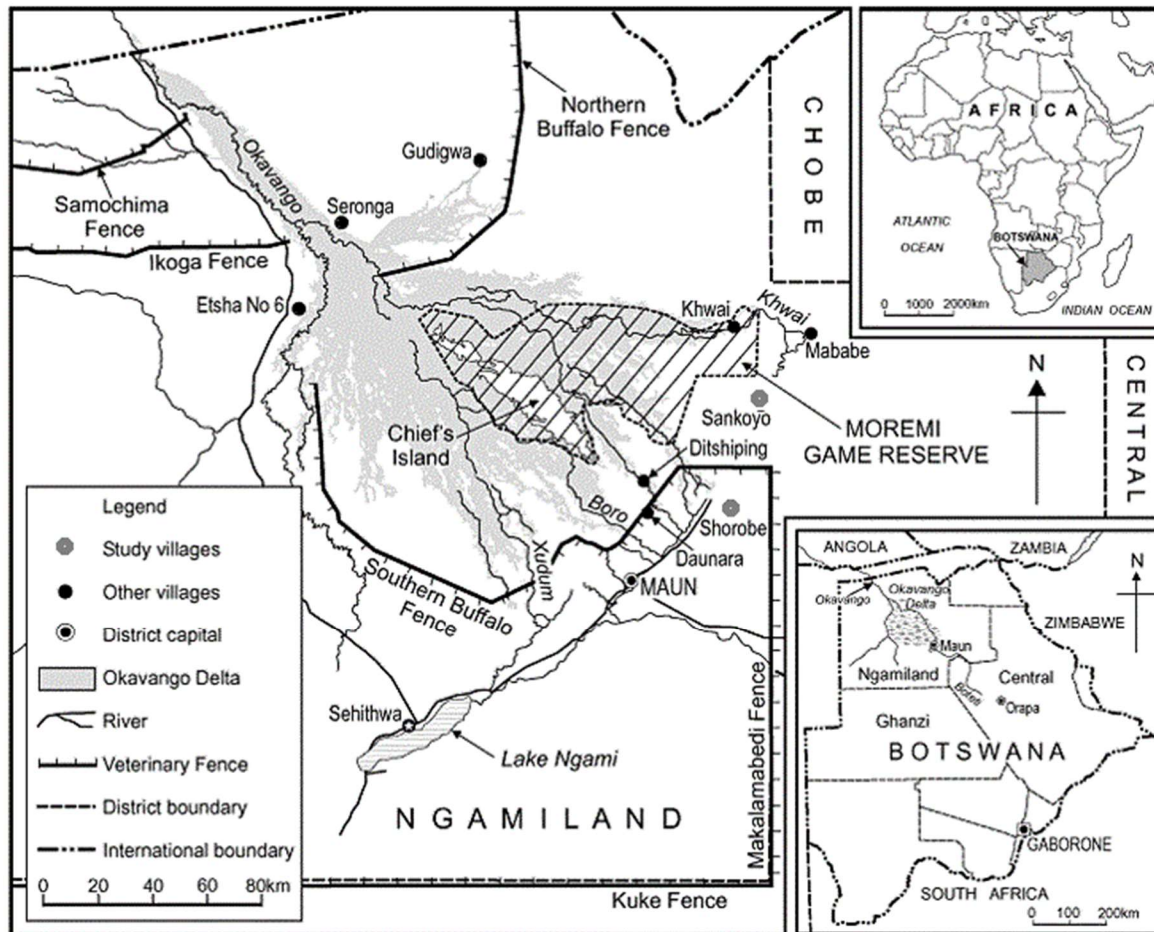 Northern
Buffalo Fence
Gudigwa
Okavango
Samochima
Fence
Seronga
Ikoga Fence
Etsha No 6
CHOBE
Khwai
Khwai
Mababe
Sankoyo
MOREMI
GAME RESERVE
Chief's
Island
Ditshiping
Boro
Shorobe
Daunara
Xudum
MAUN
Southern Buffalo
Fence
Sehithwa
Lake Ngami
NGAMILAND
Makalamabedi Fence
Kuke Fence
N
CENTRAL
Legend
Study villages
Other villages
District capital
Okavango Delta
River
Veterinary Fence
District boundary
International boundary
0 20 40 60 80km
AFRICA
ATLANTIC
OCEAN
BOTSWANA
0 1000 2000km
INDIAN OCEAN
ANGOLA
ZAMBIA
N
Okavango
Okavango
Delta
ZIMBABWE
Maun
Ngamiland
Central
Boteti
Orapa
Ghanzi
BOTSWANA
GABORONE
SOUTH AFRICA
0 100 200km